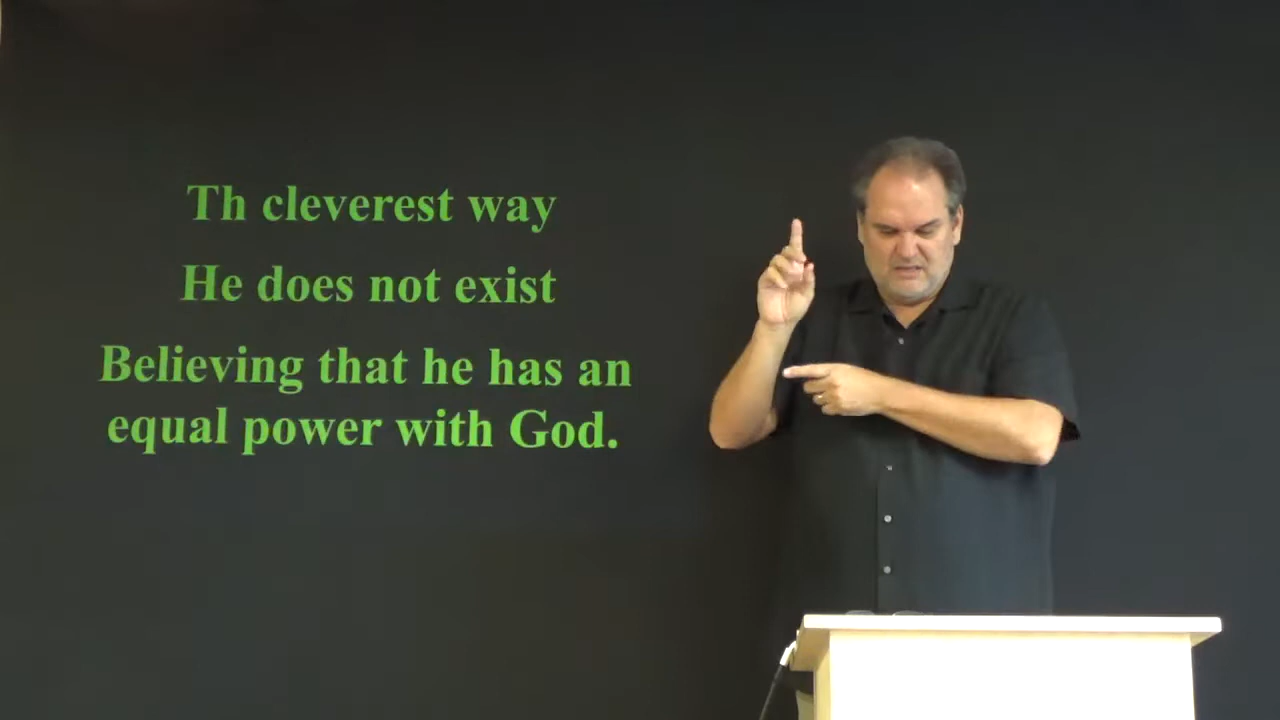 Th cleverest way
He does not exist
Believing that he has an
equal power with God.